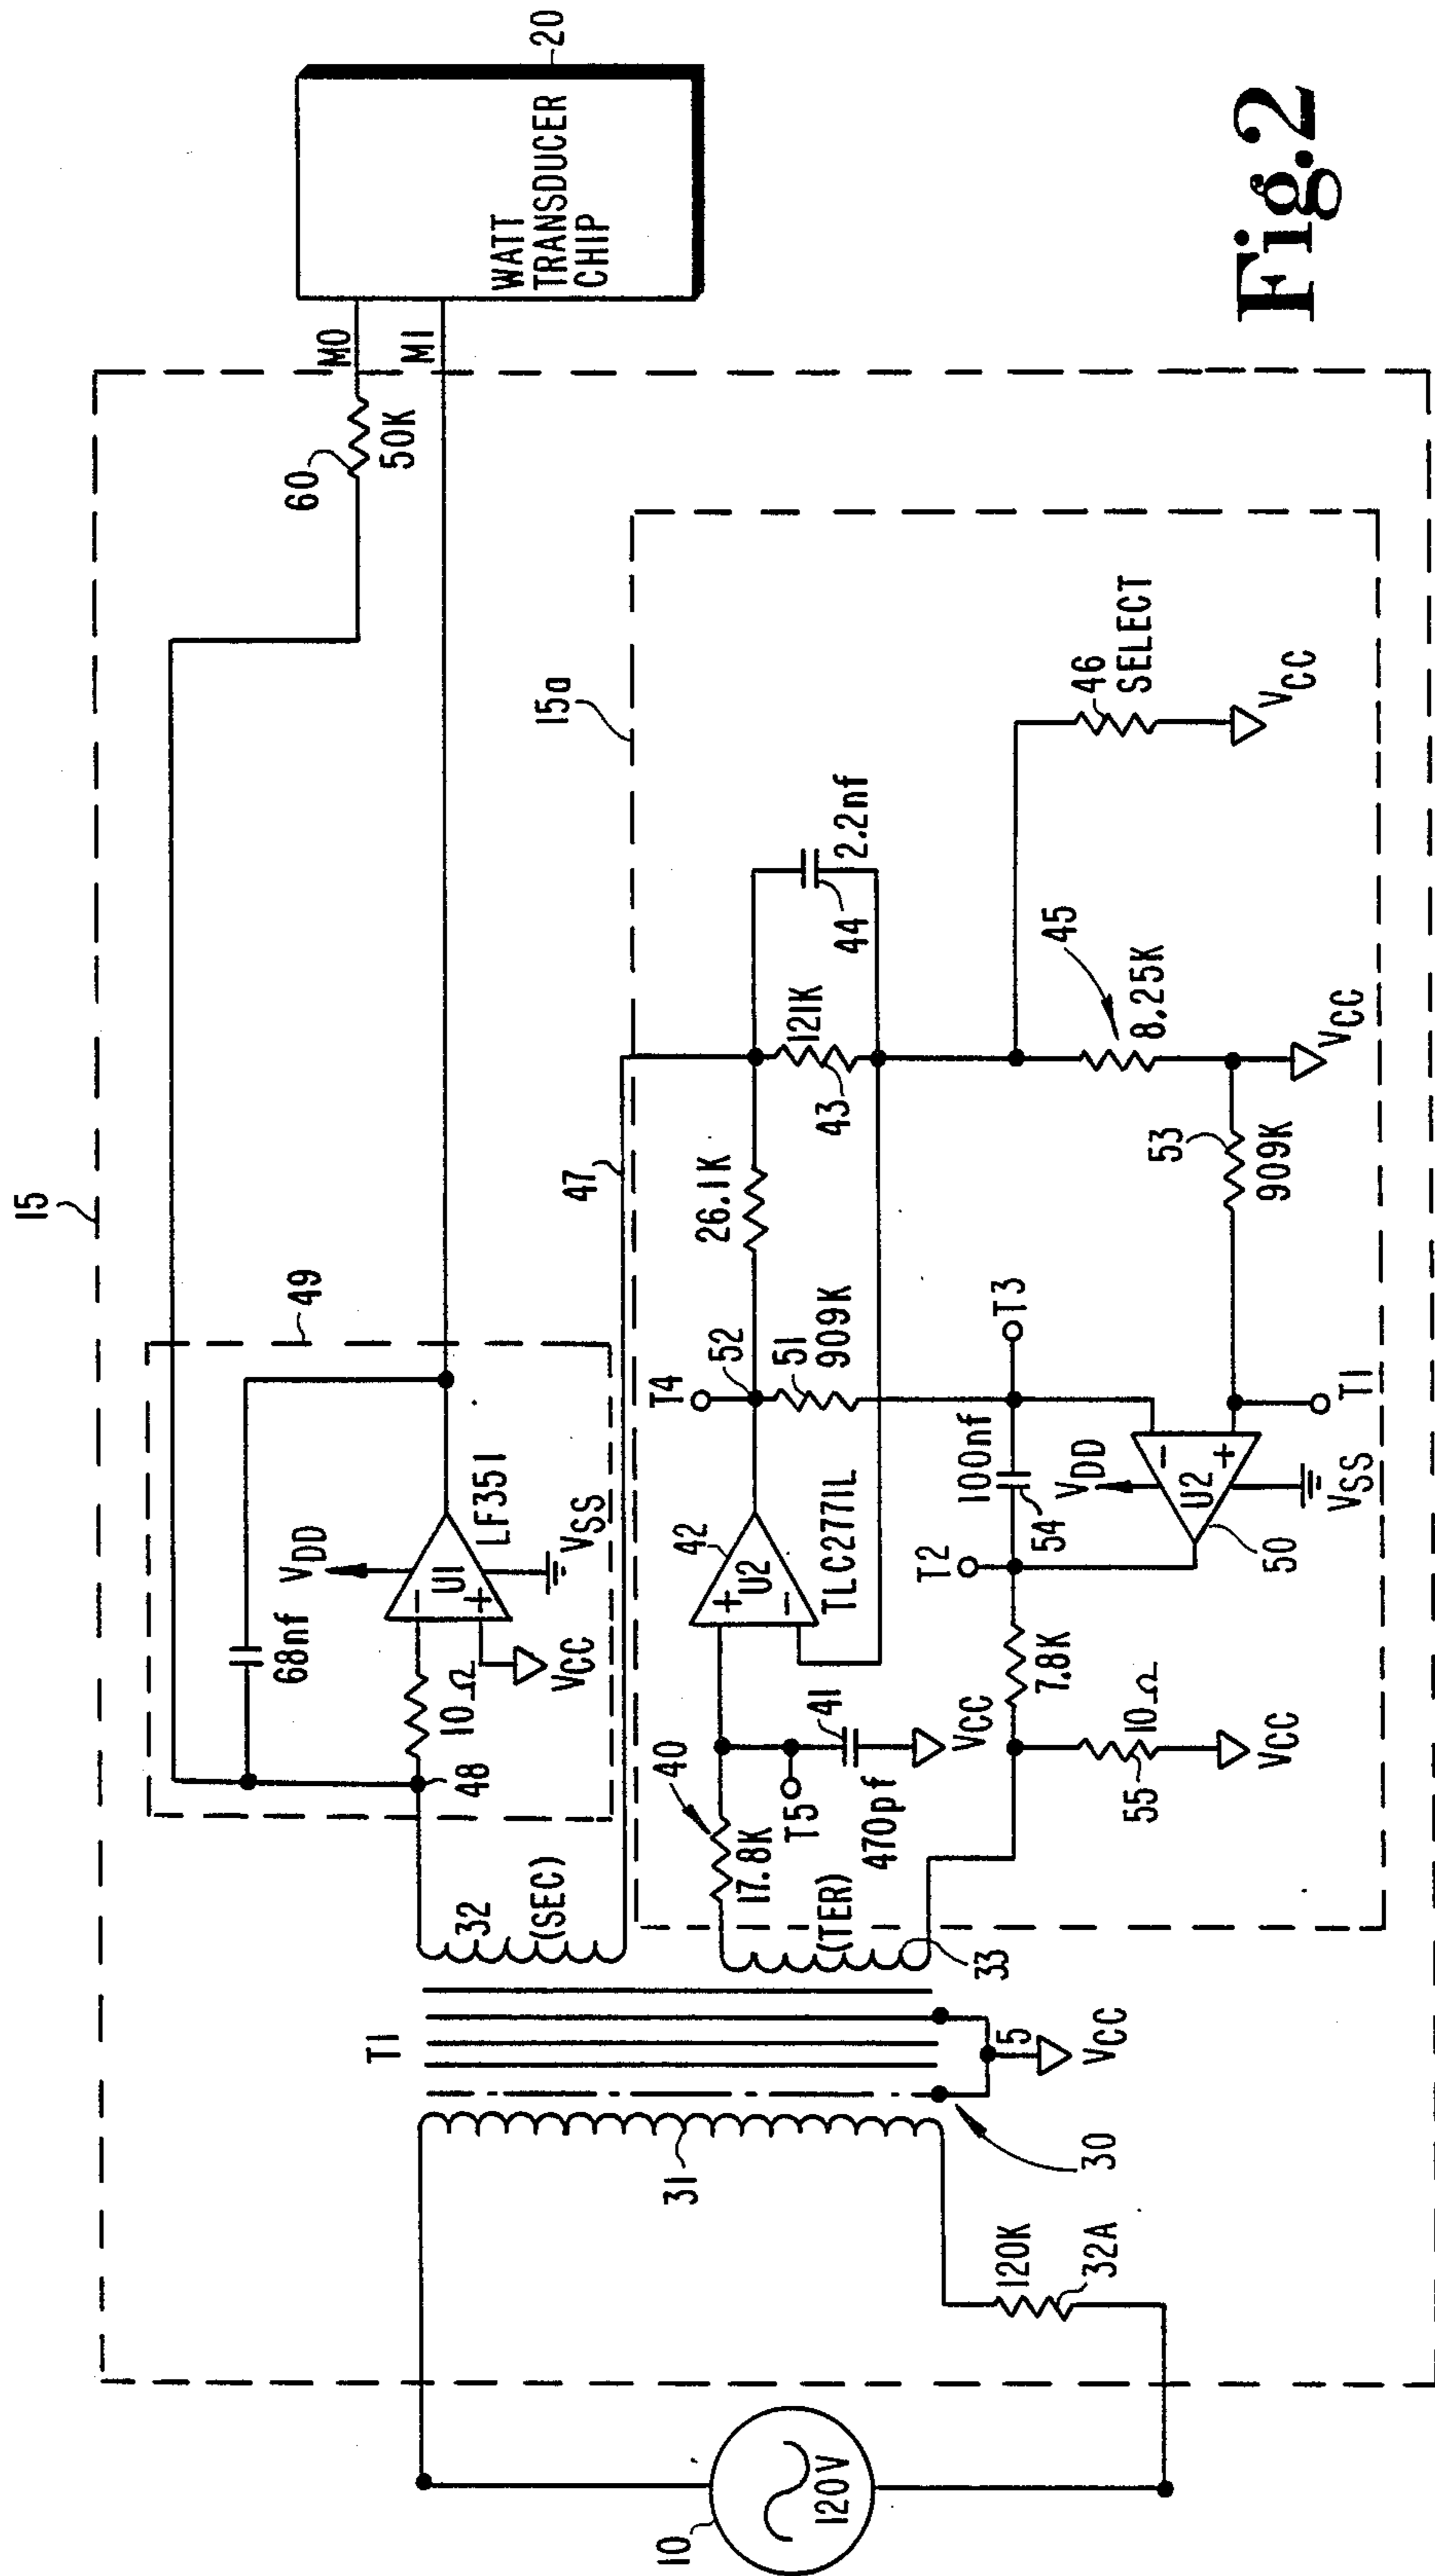 Fig.2
15
20
WATT
TRANSDUCER
CHIP
MO
MI
60
50K
49
68nf
VDD
U1
LF351
VSS
VCC
10Ω
48
T1
32
(SEC)
47
15a
31
30
5
VCC
(TER)
33
40
17.8K
T5
41
470pf
VCC
42
U2
TLC2771L
T4
52
51
909K
26.1K
121K
43
44
2.2nf
46
SELECT
VCC
45
8.25K
VCC
53
909K
T3
100nf
54
T2
VDD
U2
VSS
50
T1
7.8K
55
10Ω
VCC
120K
32A
10
120V